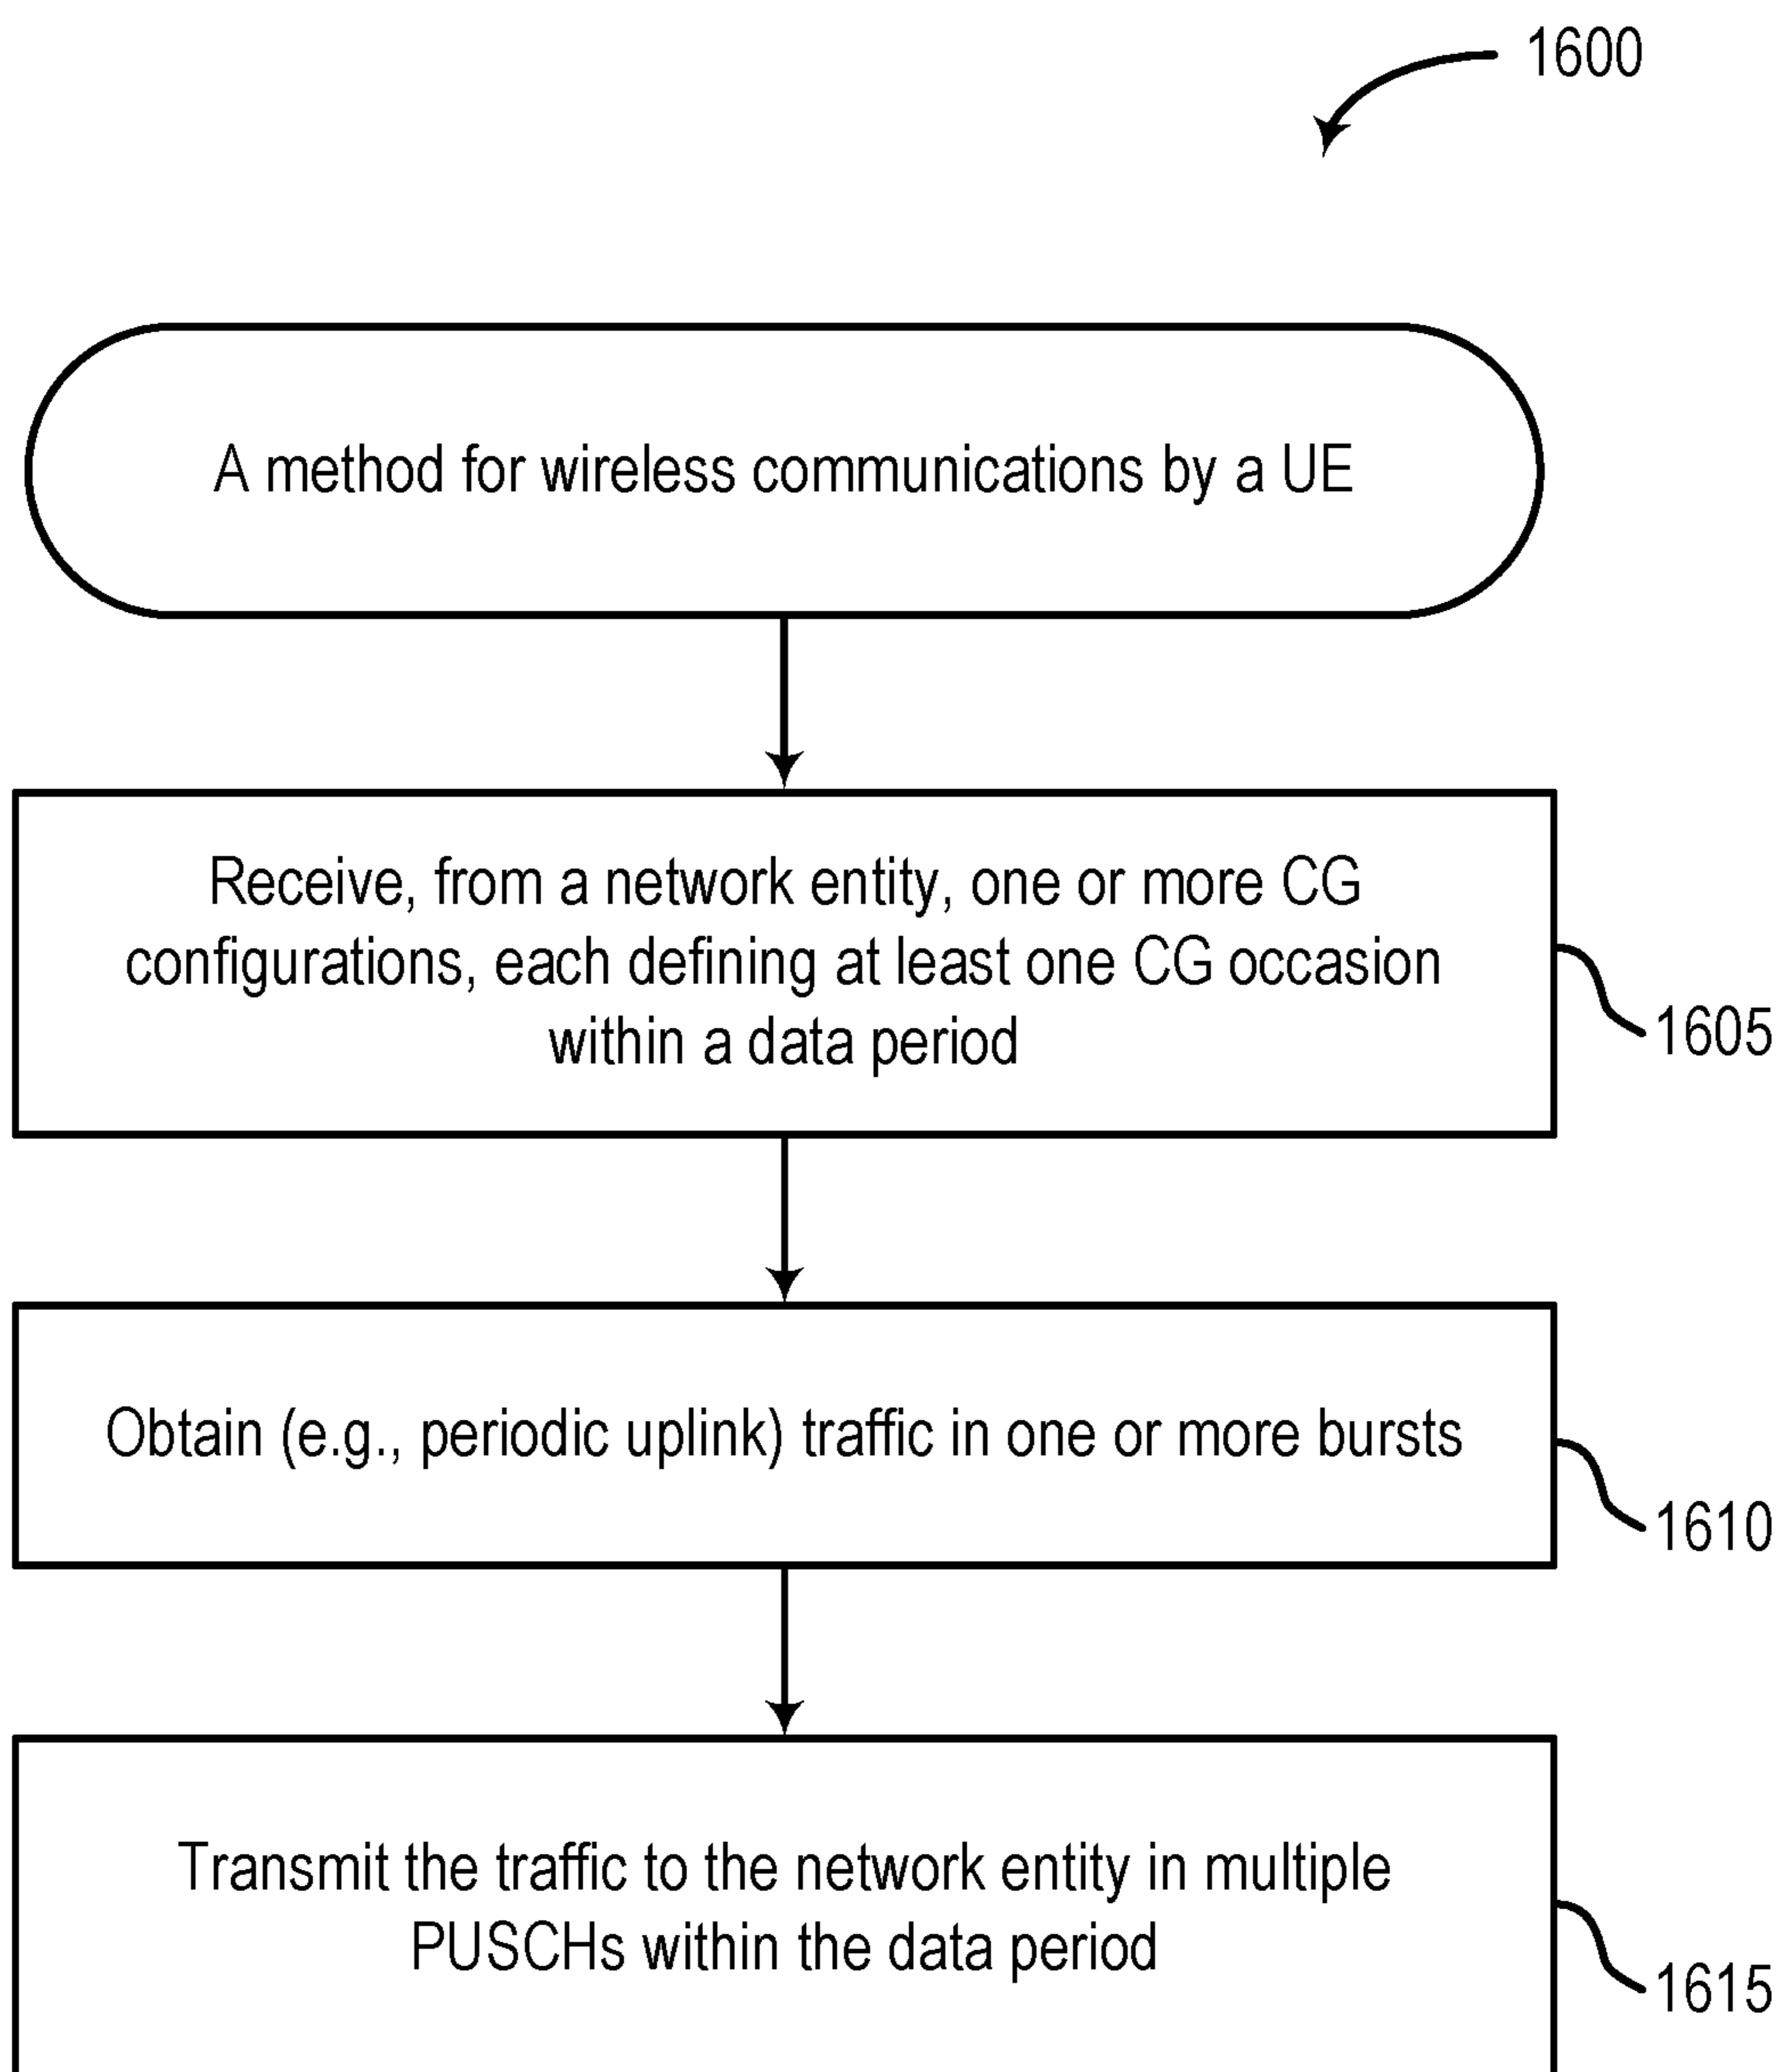 1600
A method for wireless communications by a UE
Receive, from a network entity, one or more CG
configurations, each defining at least one CG occasion
within a data period
1605
Obtain (e.g., periodic uplink) traffic in one or more bursts
1610
Transmit the traffic to the network entity in multiple
PUSCHs within the data period
1615